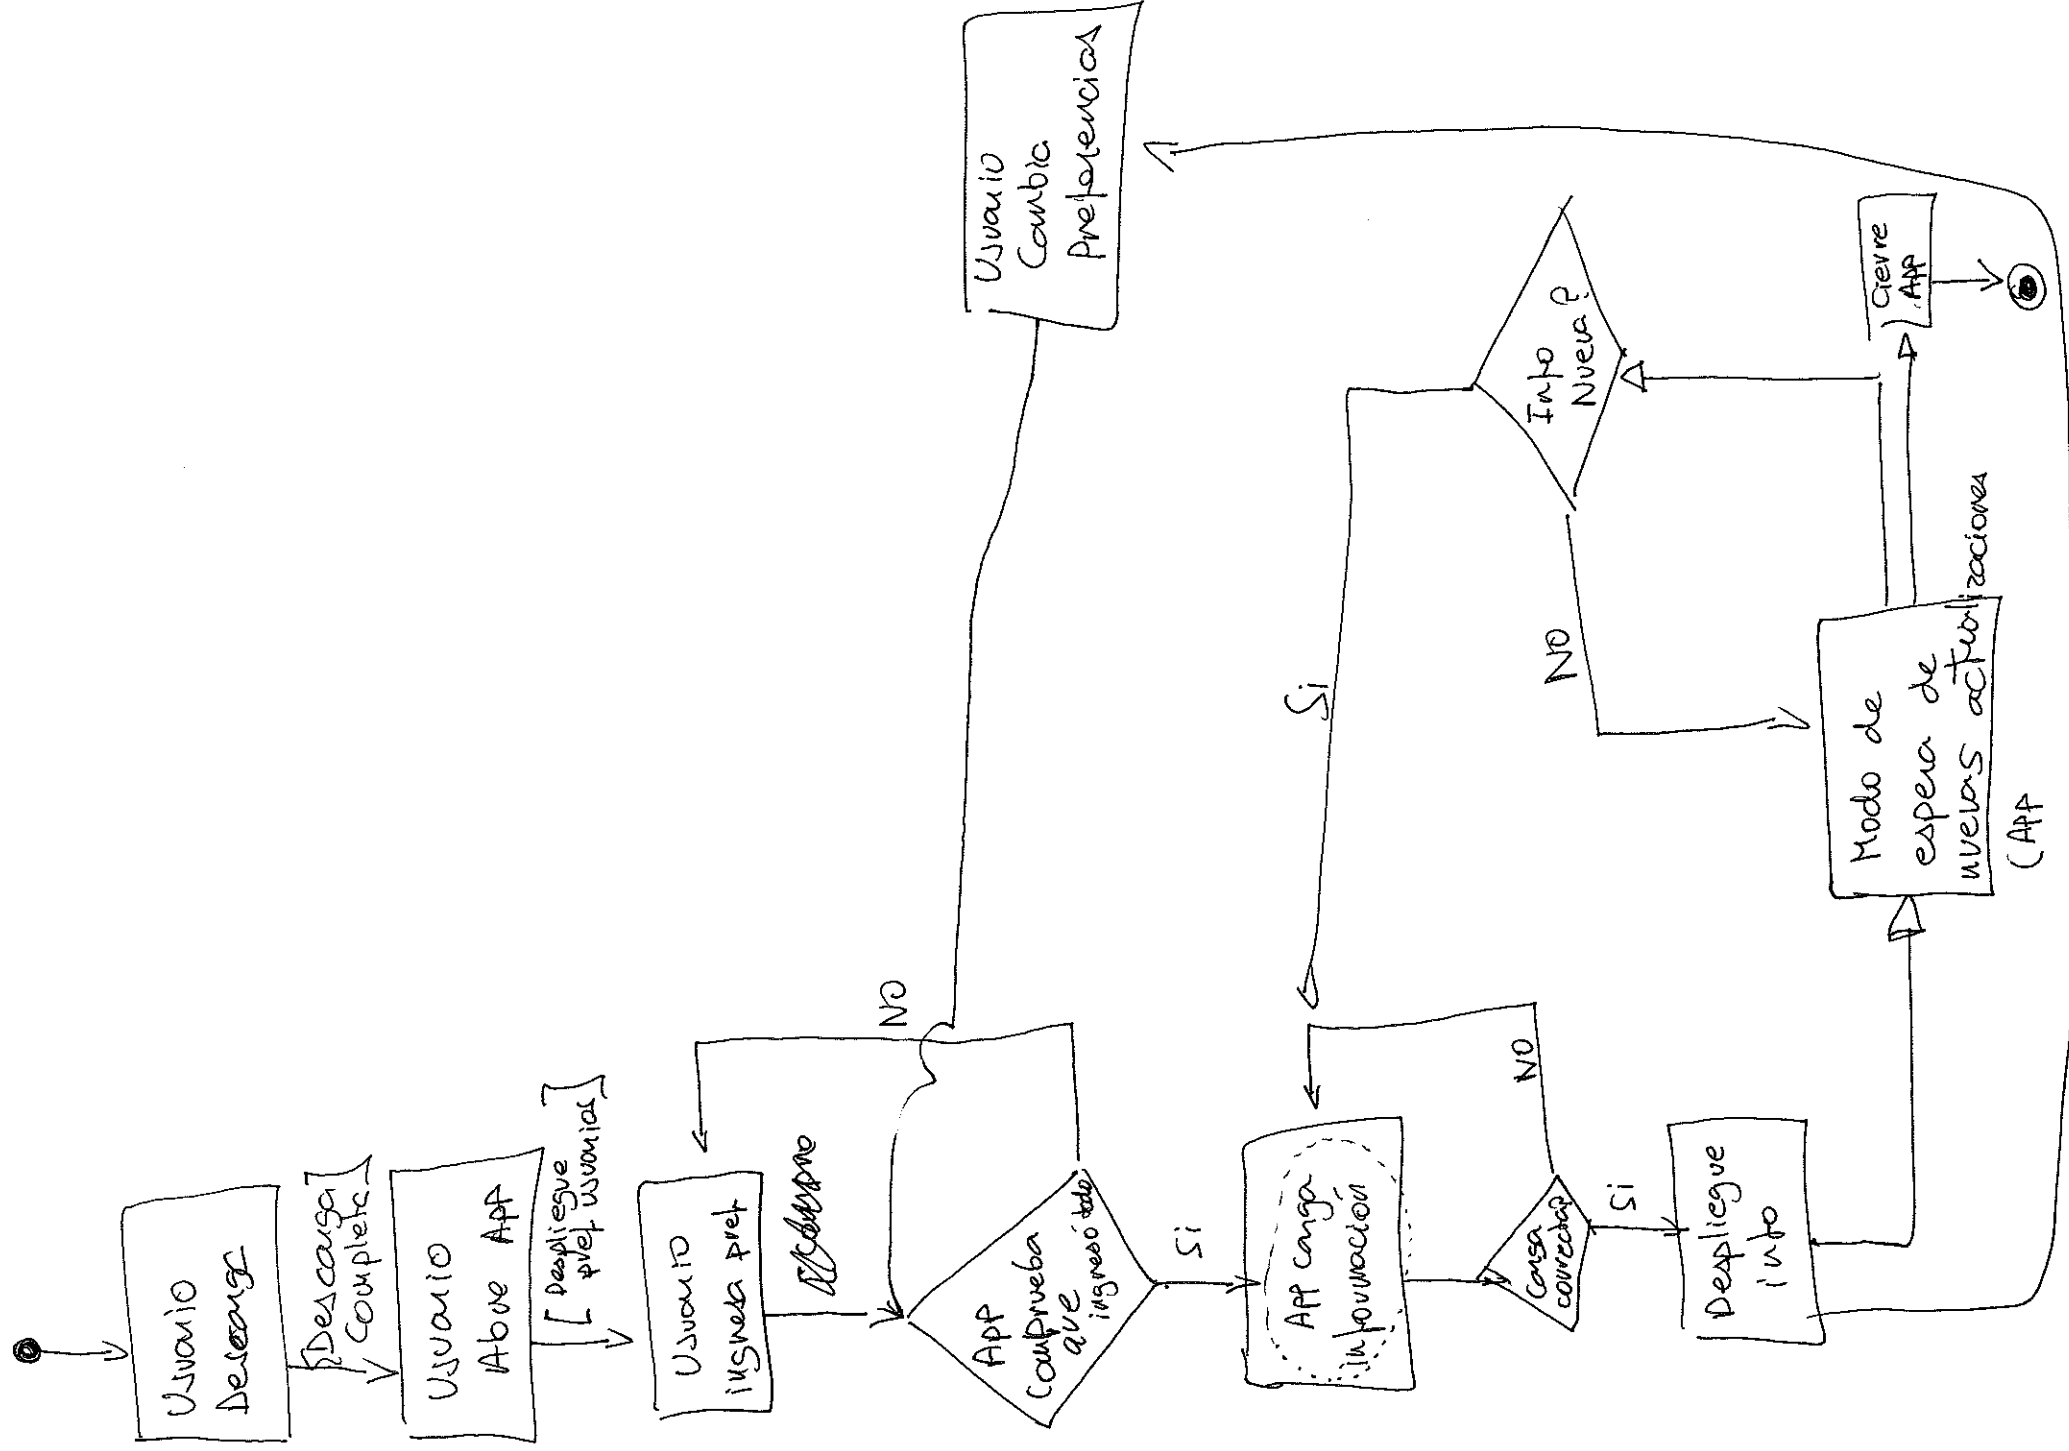 Usuario
Descarga
[Descarga
Completa]
Usuario
Abre App
[Despliegue
pref usuarios]
Usuario
ingresa pref
NO
App
Comprueba
que
ingresó todo
Si
App carga
información
NO
Carga
correcta?
Si
Despliegue
info
Usuario
Cambia
preferencias
Info
Nueva?
Si
NO
Modo de
espera de
nuevas actualizaciones
(App
Cierre
App